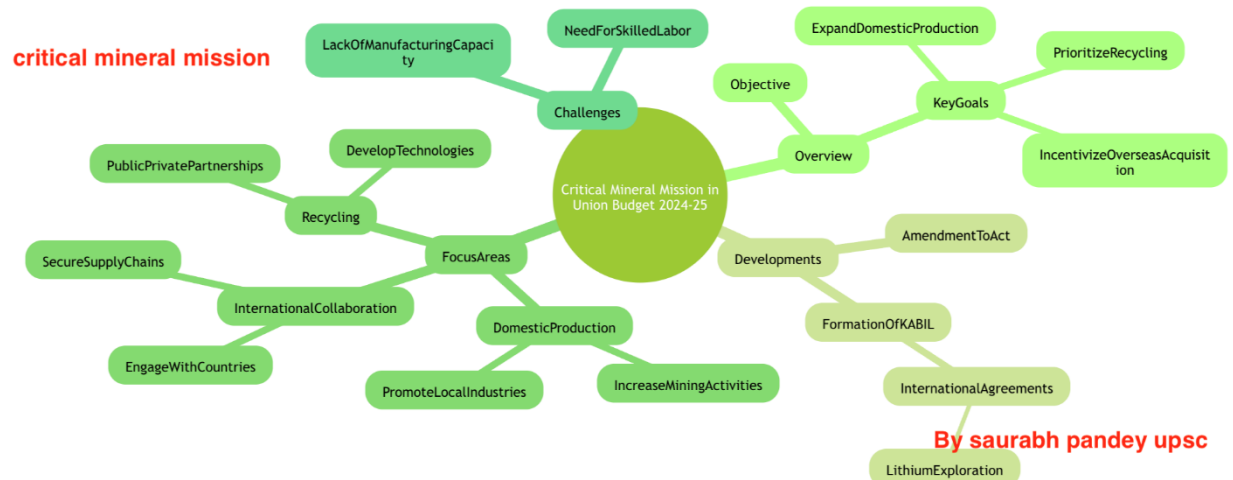 critical mineral mission
LackOfManufacturingCapaci
ty
NeedForSkilledLabor
Challenges
ExpandDomesticProduction
PrioritizeRecycling
Objective
KeyGoals
Overview
IncentivizeOverseasAcquisit
ion
PublicPrivatePartnerships
DevelopTechnologies
Recycling
Critical Mineral Mission in
Union Budget 2024-25
SecureSupplyChains
FocusAreas
InternationalCollaboration
EngageWithCountries
DomesticProduction
PromoteLocalIndustries
IncreaseMiningActivities
AmendmentToAct
Developments
FormationOfKABIL
InternationalAgreements
By saurabh pandey upsc
LithiumExploration